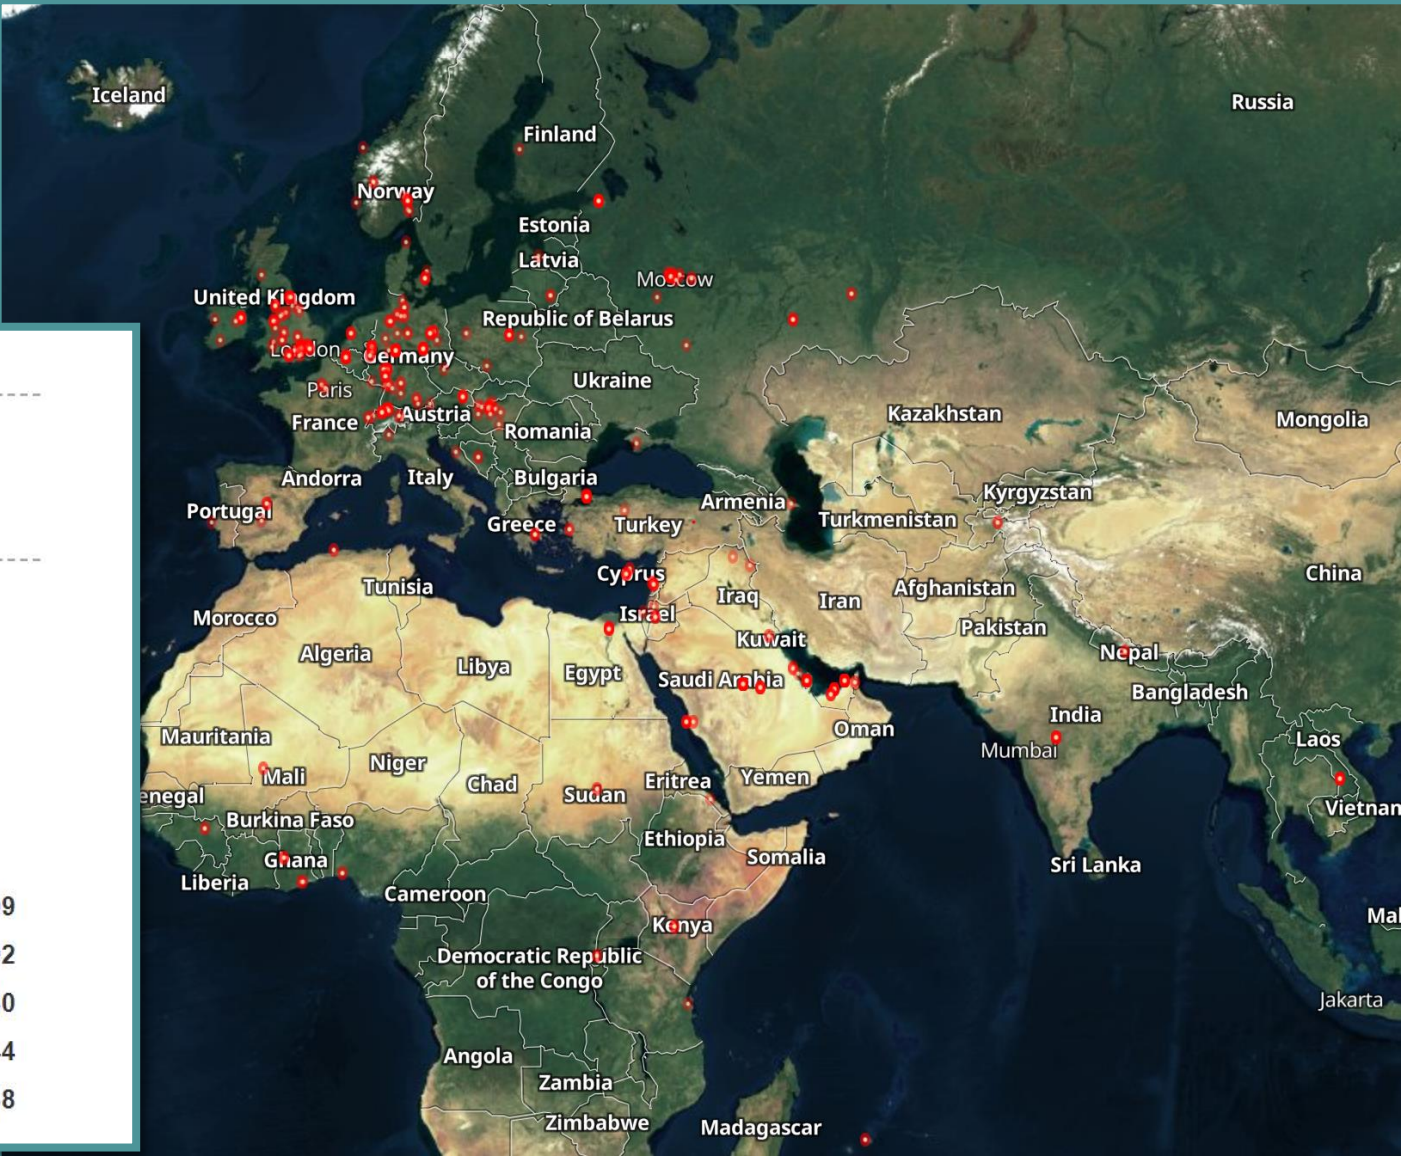 Iceland
Russia
Finland
Norway
Estonia
Latvia
Moscow
United Kingdom
Republic of Belarus
London
Germany
Ukraine
Paris
Kazakhstan
Austria
Mongolia
France
Romania
Andorra
Italy
Bulgaria
Kyrgyzstan
Armenia
Portugal
Turkmenistan
Greece
Turkey
Cyprus
China
Tunisia
Afghanistan
Iraq
Iran
Israel
Morocco
Pakistan
Kuwait
Algeria
Nepal
Libya
Egypt
Saudi Arabia
Bangladesh
India
Oman
Mauritania
Laos
Mumbai
Niger
Mali
Yemen
Chad
Eritrea
Sudan
enegal
Vietnam
Burkina Faso
Ethiopia
Ghana
Somalia
Sri Lanka
Liberia
Cameroon
9
Mal
Kenya
2
Democratic Republic
of the Congo
0
Jakarta
4
Angola
Zambia
8
Zimbabwe
Madagascar